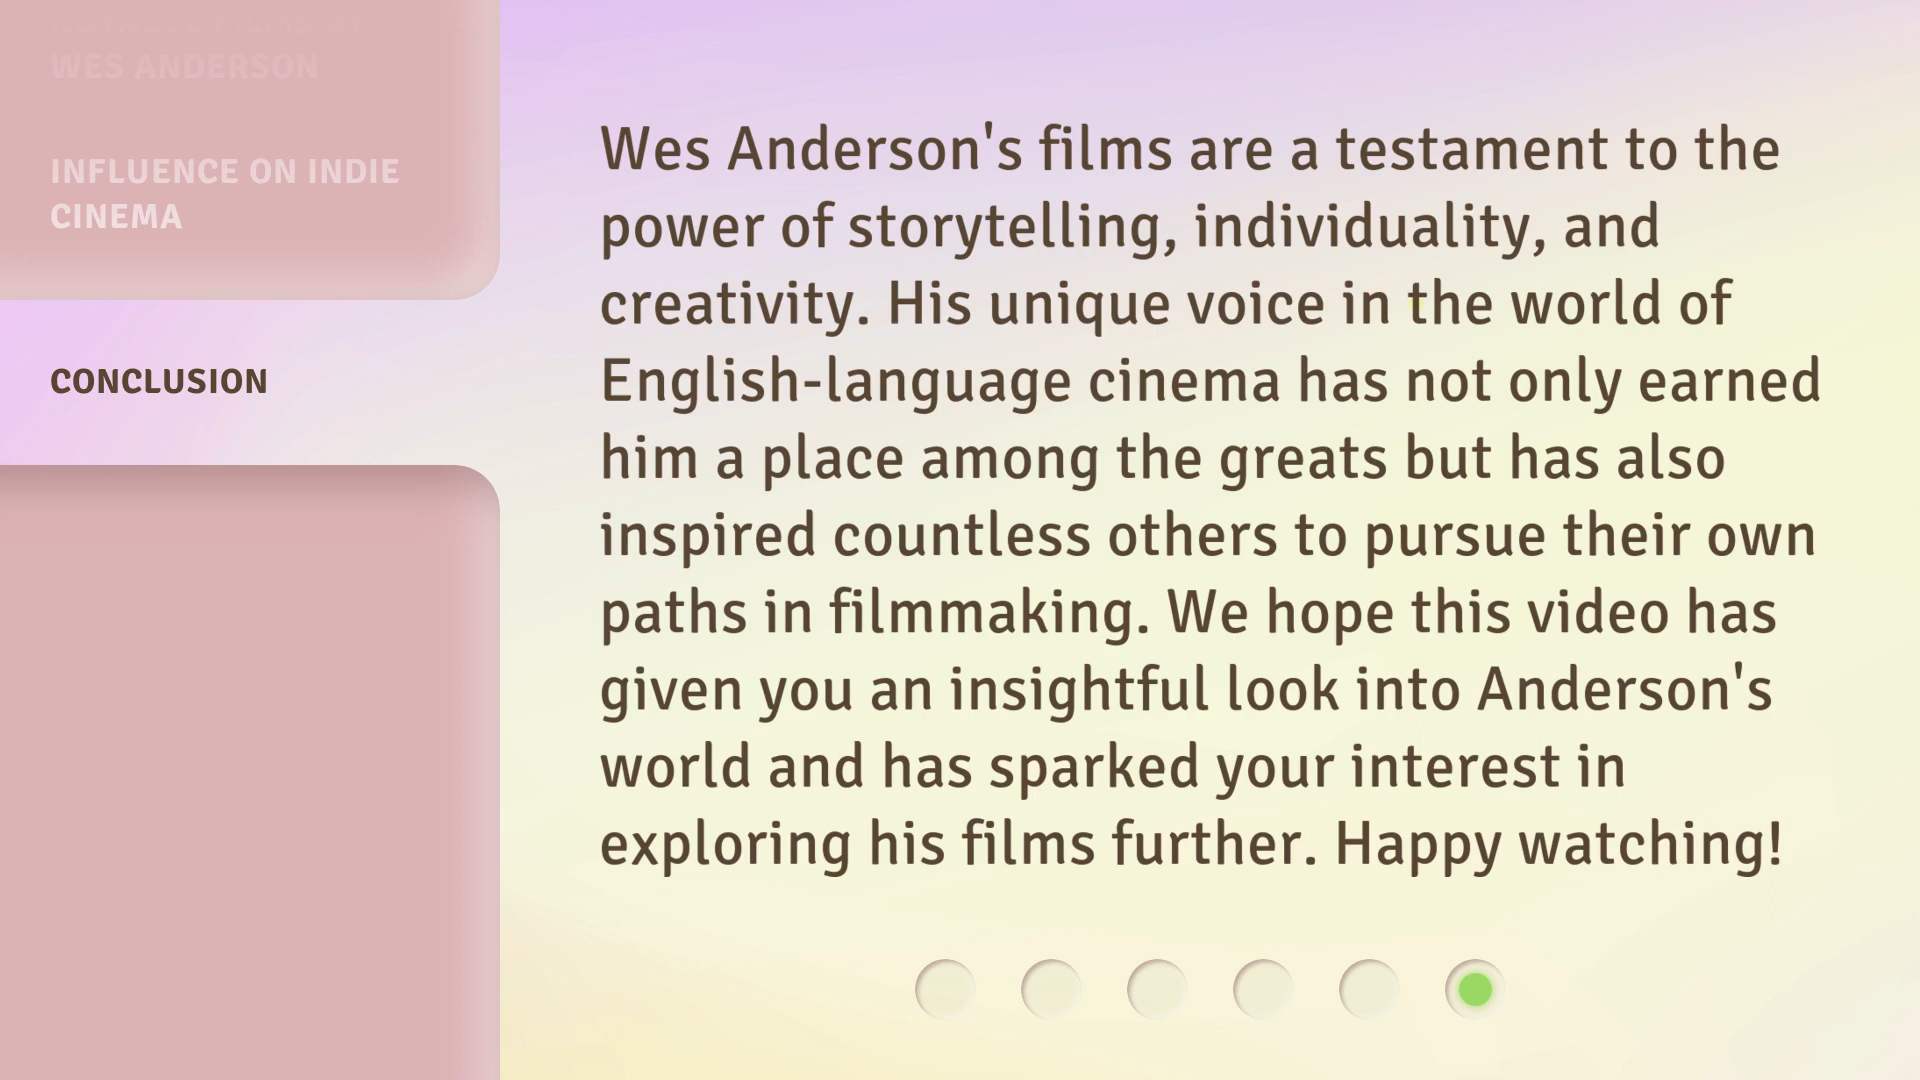 WES ANDERSON
INFLUENCE ON INDIE
CINEMA
CONCLUSION
Wes Anderson's films are a testament to the
power of storytelling, individuality, and
creativity. His unique voice in the world of
English-language cinema has not only earned
him a place among the greats but has also
inspired countless others to pursue their own
paths in filmmaking. We hope this video has
given you an insightful look into Anderson's
world and has sparked your interest in
exploring his films further. Happy watching!